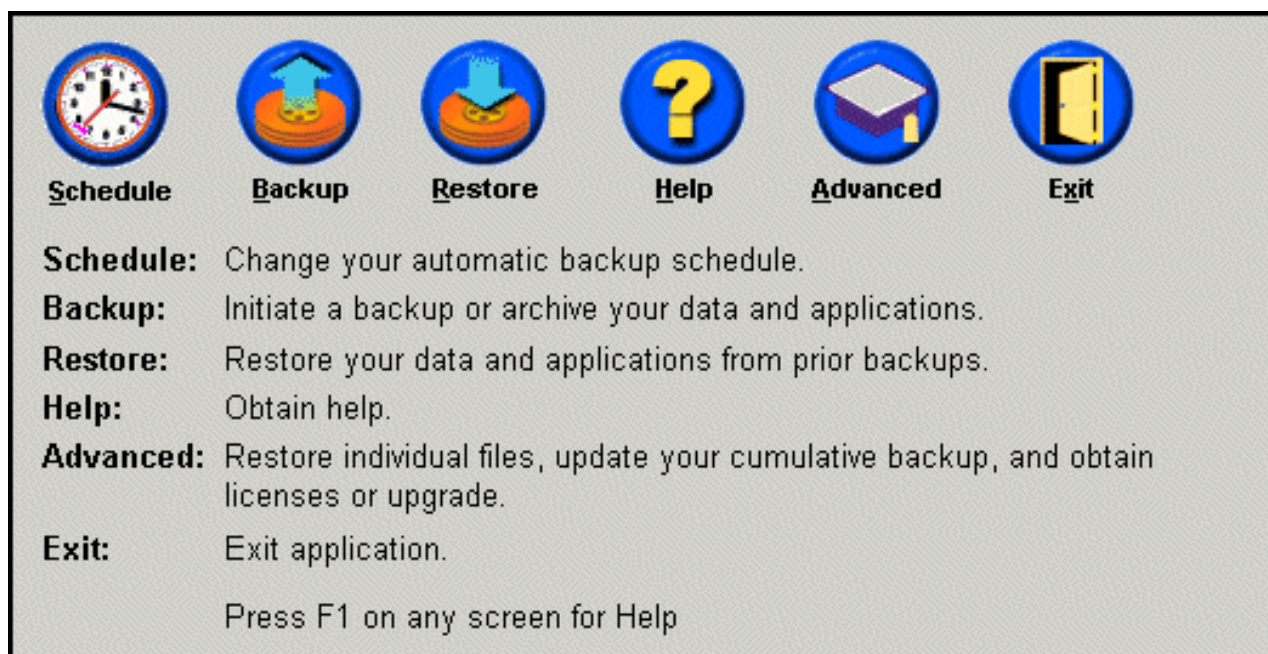 Schedule Backup Restore Help Advanced Exit
Schedule: Change your automatic backup schedule.
Backup: Initiate a backup or archive your data and applications.
Restore: Restore your data and applications from prior backups.
Help: Obtain help.
Advanced: Restore individual files, update your cumulative backup, and obtain
licenses or upgrade.
Exit: Exit application.
Press F1 on any screen for Help